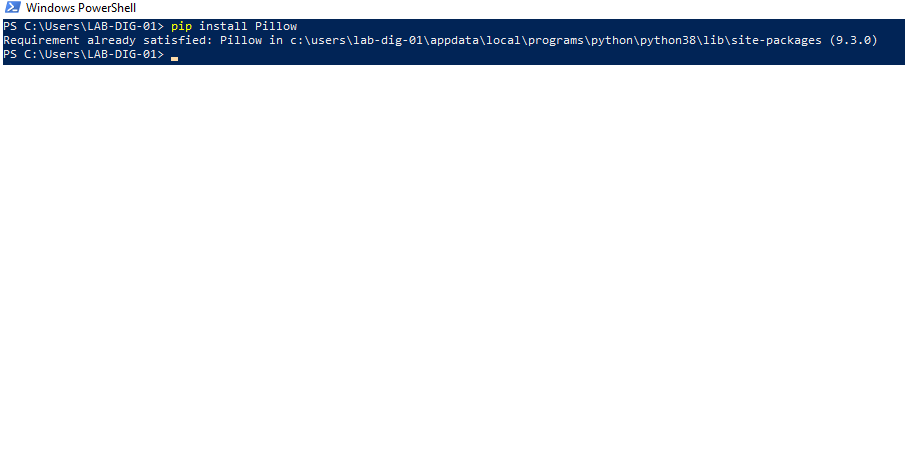 Windows PowerShell
PS C:\Users\LAB-DIG-01> pip install Pillow
Requirement already satisfied: Pillow in c:\users\lab-dig-01\appdata\local\programs\python\python38\lib\site-packages (9.3.0)
PS C:\Users\LAB-DIG-01>